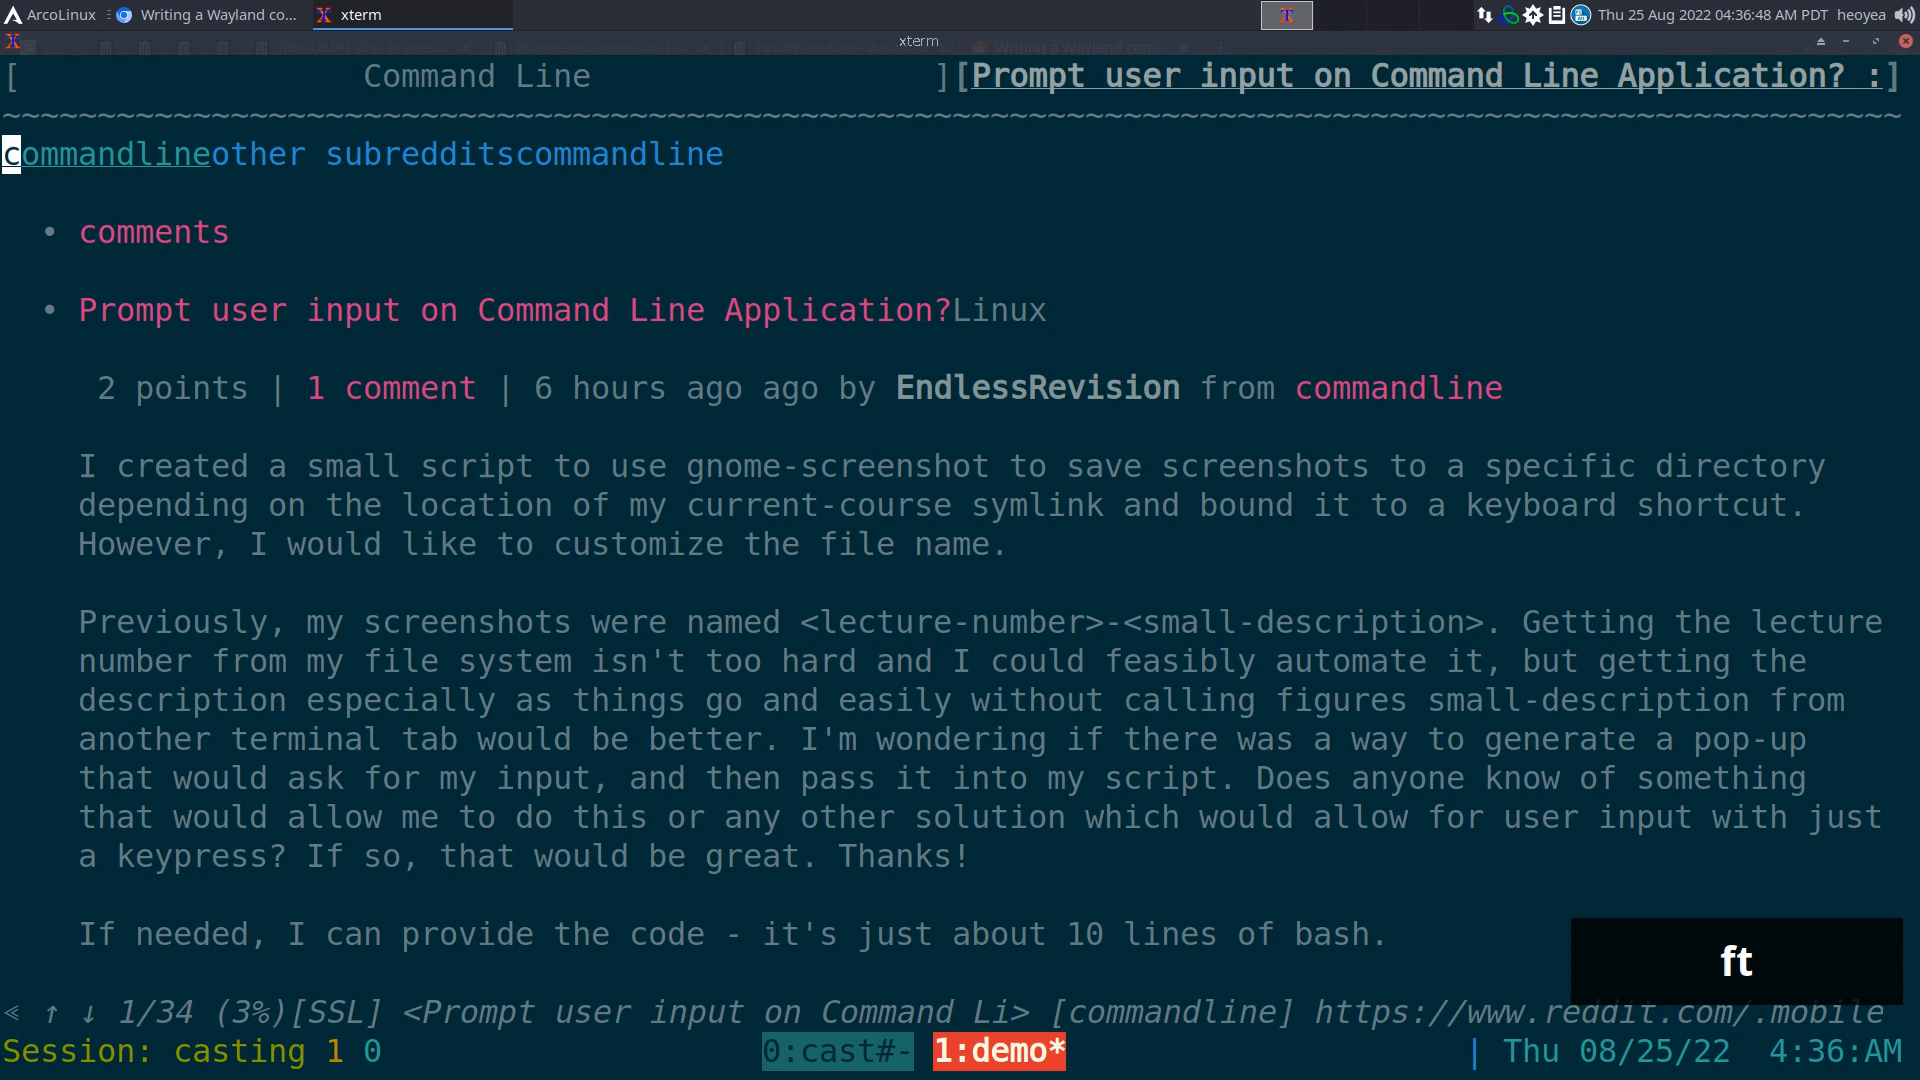 ArcoLinux
Writing a Wayland co...
xterm
Thu 25 Aug 2022 04:36:48 AM PDT heoyea
xterm
[ Command Line ][Prompt user input on Command Line Application? :]
~~~~~~~~~~~~~~~~~~~~~~~~~~~~~~~~~~~~~~~~~~~~~~~~~~~~~~~~~~~~~~~~~~~~~~~~~~~~~~~~~~~~~~~~~~~~~~~~~~~~
commandlineother subredditscommandline
• comments
• Prompt user input on Command Line Application?Linux
2 points | 1 comment | 6 hours ago ago by EndlessRevision from commandline
I created a small script to use gnome-screenshot to save screenshots to a specific directory
depending on the location of my current-course symlink and bound it to a keyboard shortcut.
However, I would like to customize the file name.
Previously, my screenshots were named <lecture-number>-<small-description>. Getting the lecture
number from my file system isn't too hard and I could feasibly automate it, but getting the
description especially as things go and easily without calling figures small-description from
another terminal tab would be better. I'm wondering if there was a way to generate a pop-up
that would ask for my input, and then pass it into my script. Does anyone know of something
that would allow me to do this or any other solution which would allow for user input with just
a keypress? If so, that would be great. Thanks!
If needed, I can provide the code - it's just about 10 lines of bash.
ft
⪡ ↑ ↓ 1/34 (3%)[SSL] <Prompt user input on Command Li> [commandline] https://www.reddit.com/.mobile
Session: casting 1 0 0:cast#- 1:demo* | Thu 08/25/22 4:36:AM